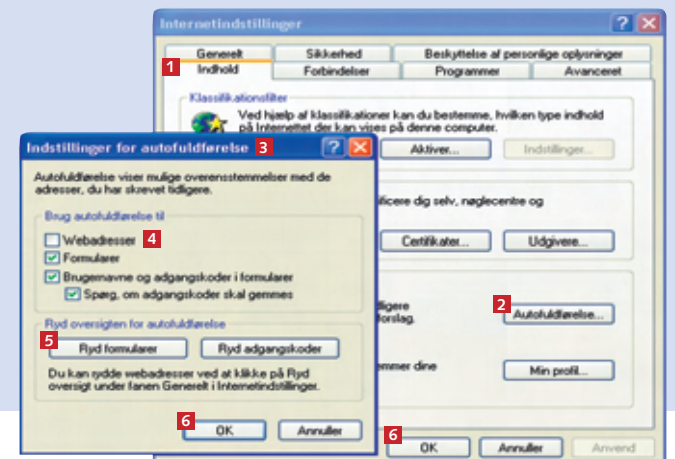 Internetindstillinger
Generelt Sikkerhed Beskyttelse af personlige oplysninger
1 Indhold Forbindelser Programmer Avanceret
Klassifikationsfilter
Ved hjælp af klassifikationer kan du bestemme, hvilken type indhold
på Internettet der kan vises på denne computer.
Aktiver... Indstillinger...
ificere dig selv, nøglecentre og
Certifikater... Udgivere...
digere
forslag.
2 Autofuldførelse...
emmer dine
Min profil...
6 OK Annuller Anvend
Indstillinger for autofuldførelse 3
Autofuldførelse viser mulige overensstemmelser med de
adresser, du har skrevet tidligere.
Brug autofuldførelse til
Webadresser 4
Formularer
Brugernavne og adgangskoder i formularer
Spørg, om adgangskoder skal gemmes
Ryd oversigten for autofuldførelse
5 Ryd formularer Ryd adgangskoder
Du kan rydde webadresser ved at klikke på Ryd
oversigt under fanen Generelt i Internetindstillinger.
6 OK Annuller